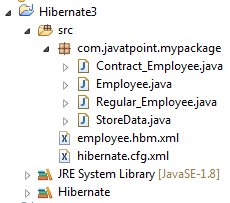 Hibernate3
src
com.javatpoint.mypackage
Contract_Employee.java
Employee.java
Regular_Employee.java
StoreData.java
employee.hbm.xml
hibernate.cfg.xml
JRE System Library [JavaSE-1.8]
Hibernate